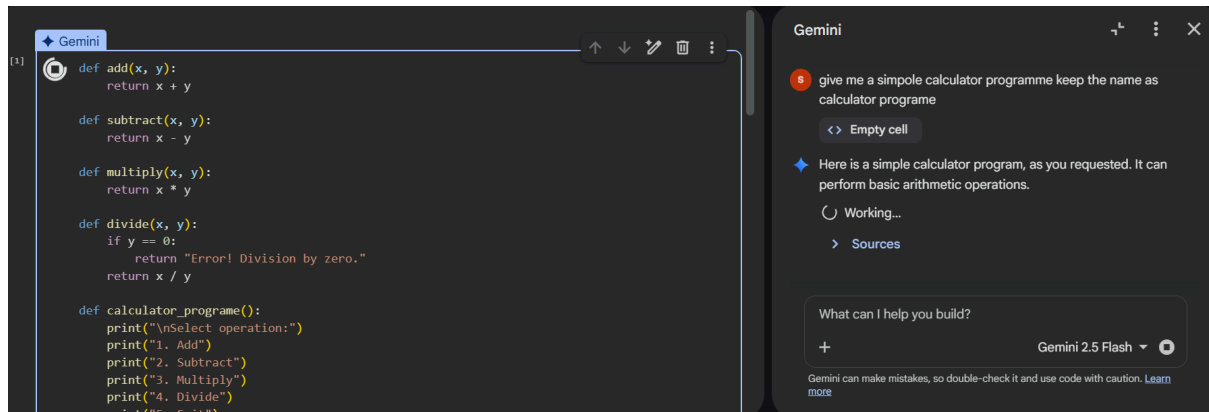 Gemini
[1]
def add(x, y):
    return x + y
def subtract(x, y):
    return x - y
def multiply(x, y):
    return x * y
def divide(x, y):
    if y == 0:
        return "Error! Division by zero."
    return x / y
def calculator_programe():
    print("\nSelect operation:")
    print("1. Add")
    print("2. Subtract")
    print("3. Multiply")
    print("4. Divide")
    print("5. Exit")
Gemini
S
give me a simpole calculator programme keep the name as
calculator programe
<> Empty cell
Here is a simple calculator program, as you requested. It can
perform basic arithmetic operations.
Working...
> Sources
What can I help you build?
+ Gemini 2.5 Flash
Gemini can make mistakes, so double-check it and use code with caution. Learn
more